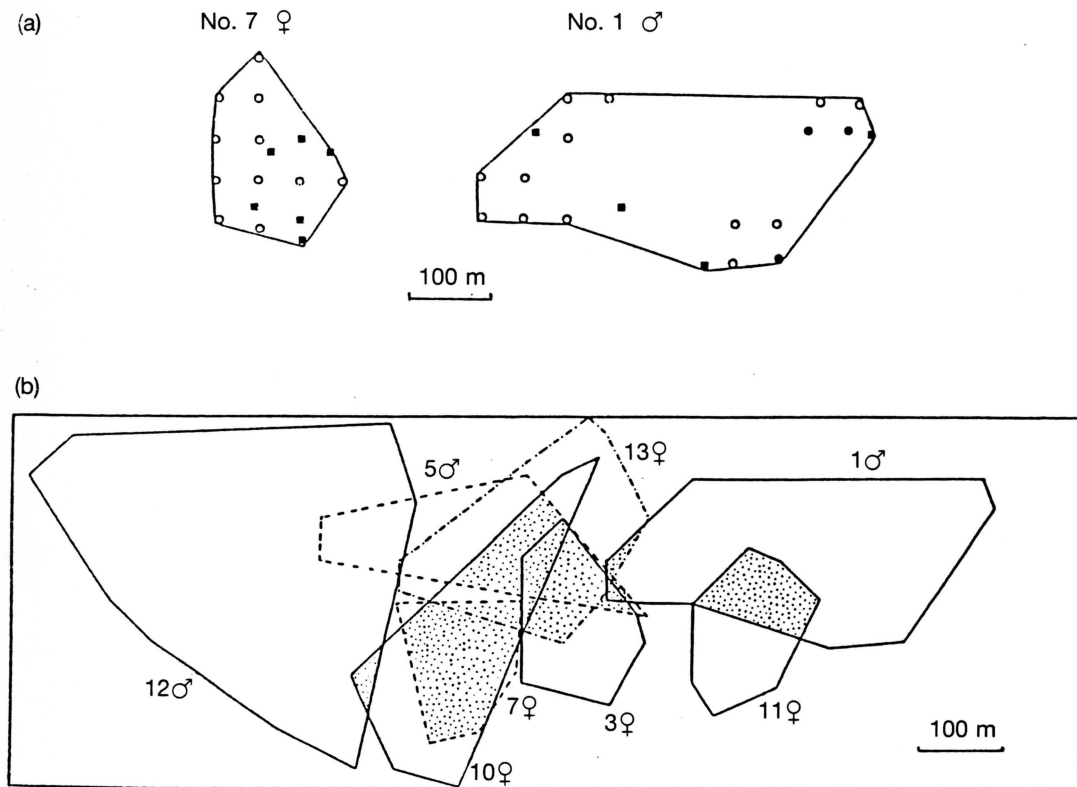 (a)
No. 7 ♀
No. 1 ♂
100 m
(b)
13♀
5♂
1♂
12♂
7♀
3♀
11♀
10♀
100 m